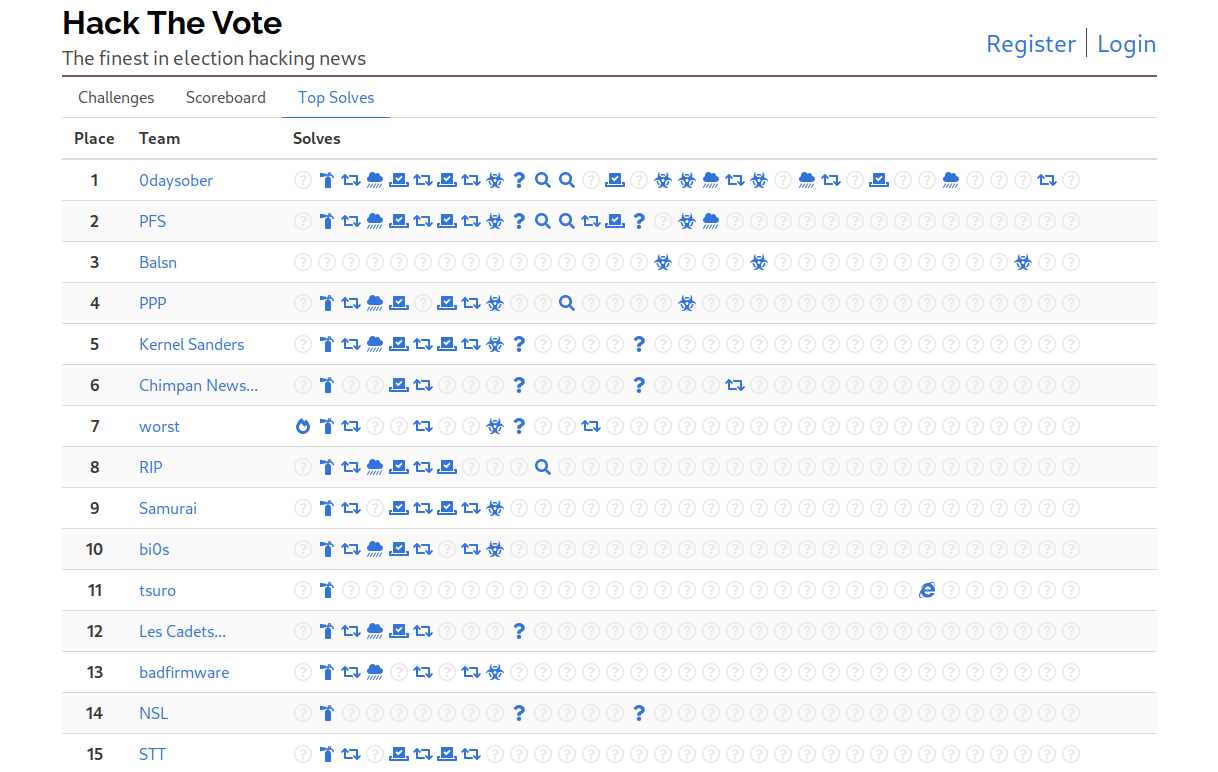 Hack The Vote
The finest in election hacking news
Register | Login
Challenges Scoreboard Top Solves
Place Team Solves
1 0daysober
2 PFS
3 Balsn
4 PPP
5 Kernel Sanders
6 Chimpan News...
7 worst
8 RIP
9 Samurai
10 bi0s
11 tsuro
12 Les Cadets...
13 badfirmware
14 NSL
15 STT